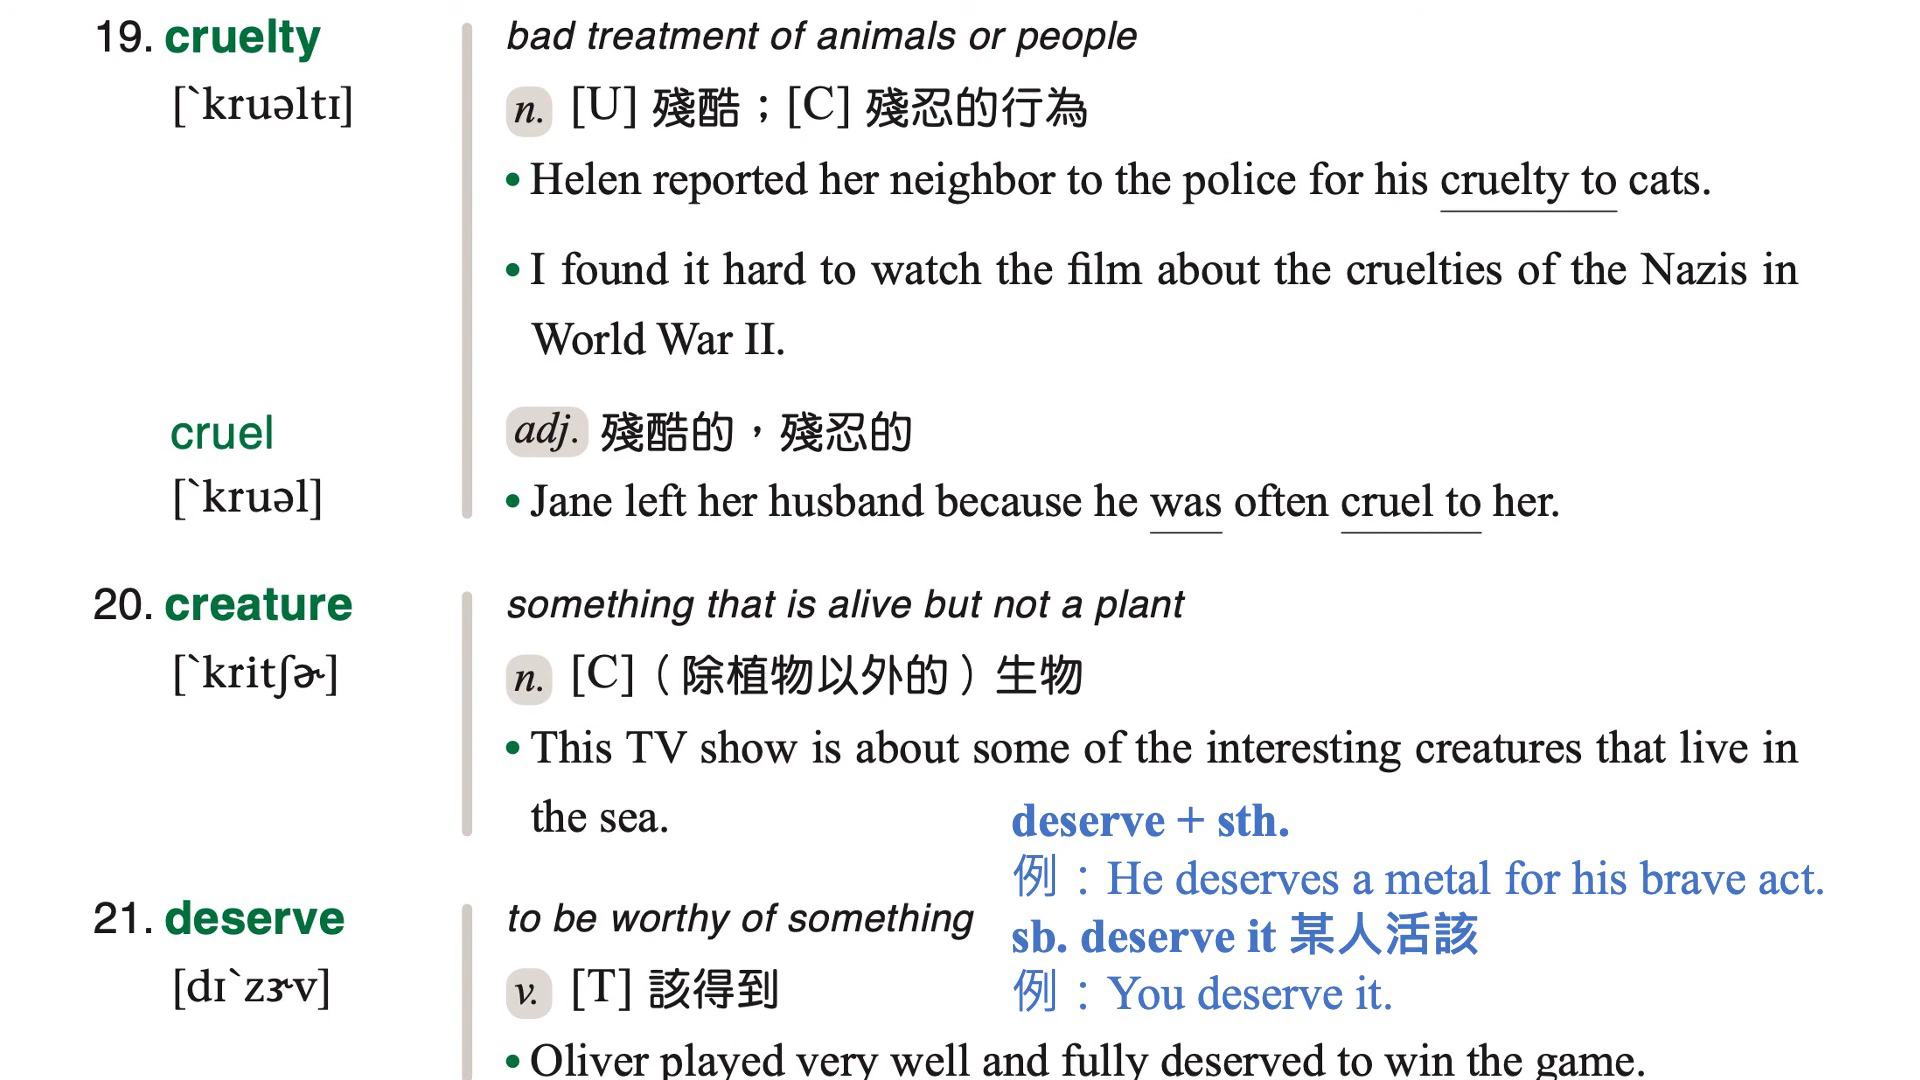 19. cruelty
[ˋkruəltɪ]
bad treatment of animals or people
n. [U] 殘酷；[C] 殘忍的行為
•Helen reported her neighbor to the police for his cruelty to cats.
•I found it hard to watch the film about the cruelties of the Nazis in
World War II.
cruel
[ˋkruəl]
adj. 殘酷的，殘忍的
•Jane left her husband because he was often cruel to her.
20. creature
[ˋkritʃɚ]
something that is alive but not a plant
n. [C]（除植物以外的）生物
•This TV show is about some of the interesting creatures that live in
the sea.
deserve + sth.
例：He deserves a metal for his brave act.
sb. deserve it 某人活該
例：You deserve it.
21. deserve
[dɪˋzɝv]
to be worthy of something
v. [T] 該得到
•Oliver played very well and fully deserved to win the game.